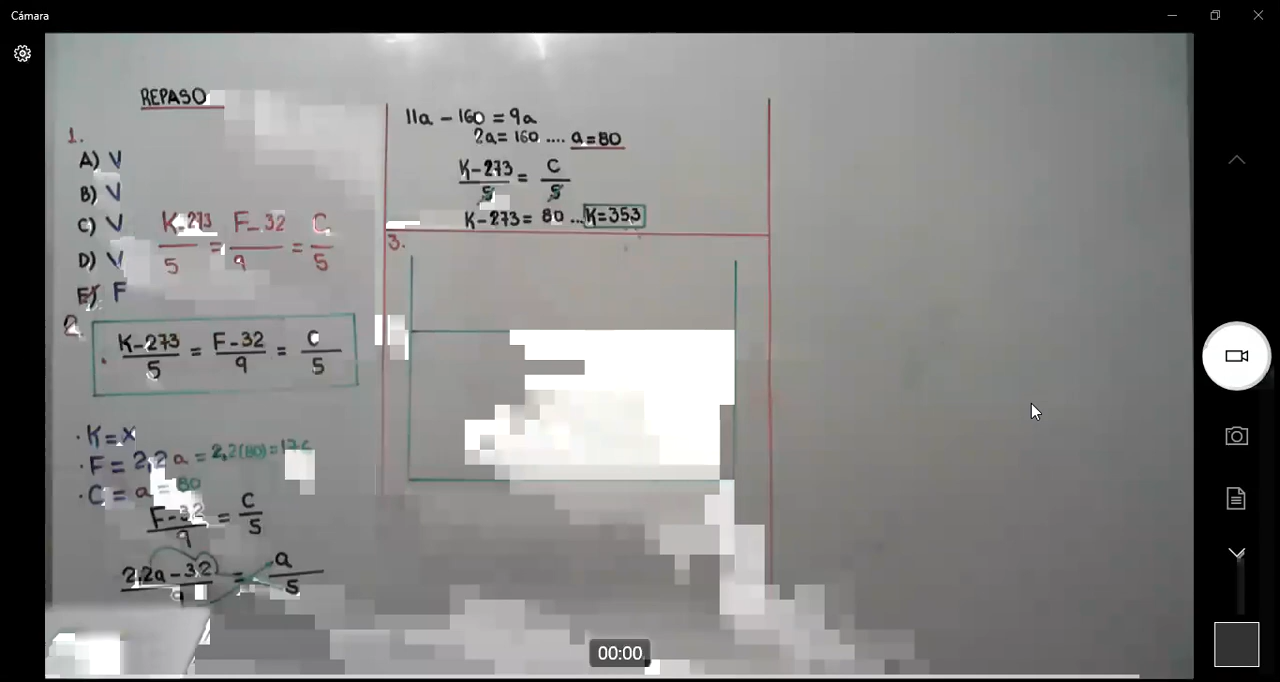 Cámara
REPASO
1.
A) V
B) V
C) V
D) V
E) F
K-273/5 = F-32/9 = C/5
2.
. K-273/5 = F-32/9 = C/5
. K = X
. F = 2,2 a = 2,2(80) = 176
. C = a = 80
F-32/9 = C/5
2,2a-32/9 = a/5
11a - 160 = 9a
2a = 160 .... a = 80
K-273/5 = C/5
K-273 = 80 ... K=353
3.
00:00